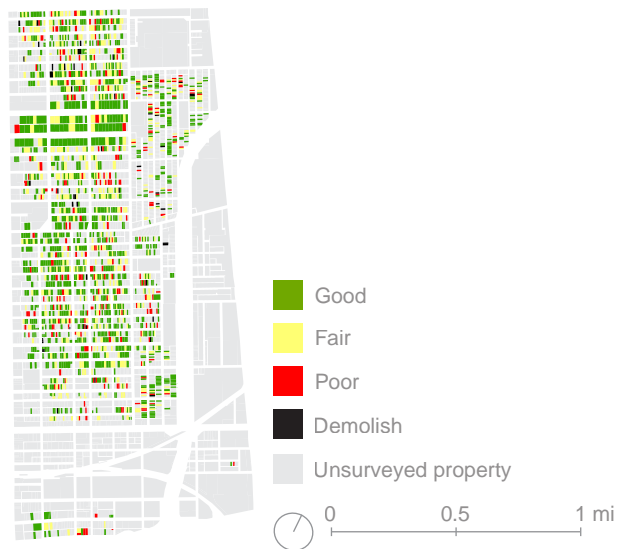 Good
Fair
Poor
Demolish
Unsurveyed property
0 0.5 1 mi